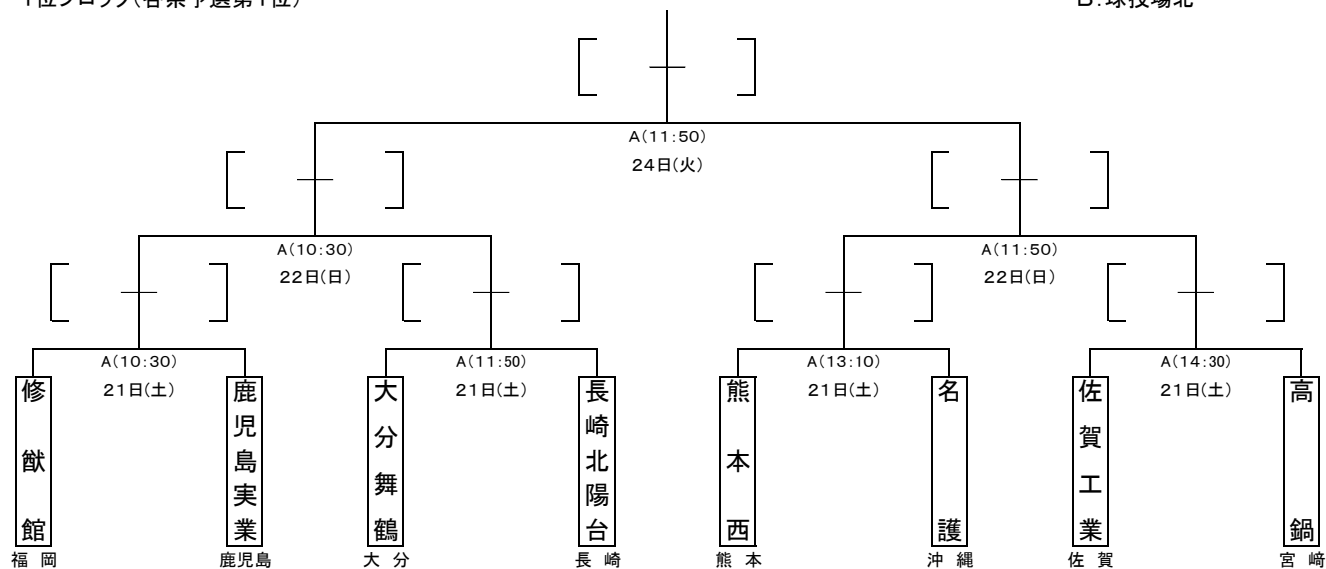 1位ブロック(各県予選第1位)
B:球技場北
A(11:50)
24日(火)
A(10:30)
22日(日)
A(11:50)
22日(日)
A(10:30)
21日(土)
A(11:50)
21日(土)
A(13:10)
21日(土)
A(14:30)
21日(土)
修猷館
鹿児島実業
大分舞鶴
長崎北陽台
熊本西
名護
佐賀工業
高鍋
福岡
鹿児島
大分
長崎
熊本
沖縄
佐賀
宮﨑